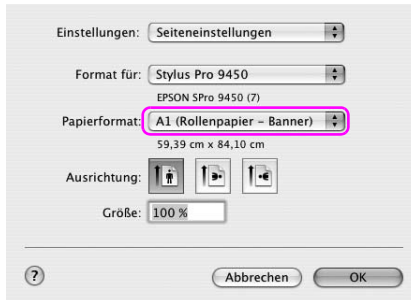 Einstellungen: Seiteneinstellungen
Format für: Stylus Pro 9450
EPSON SPro 9450 (7)
Papierformat: A1 (Rollenpapier – Banner)
59,39 cm x 84,10 cm
Ausrichtung:
Größe: 100 %
? Abbrechen OK